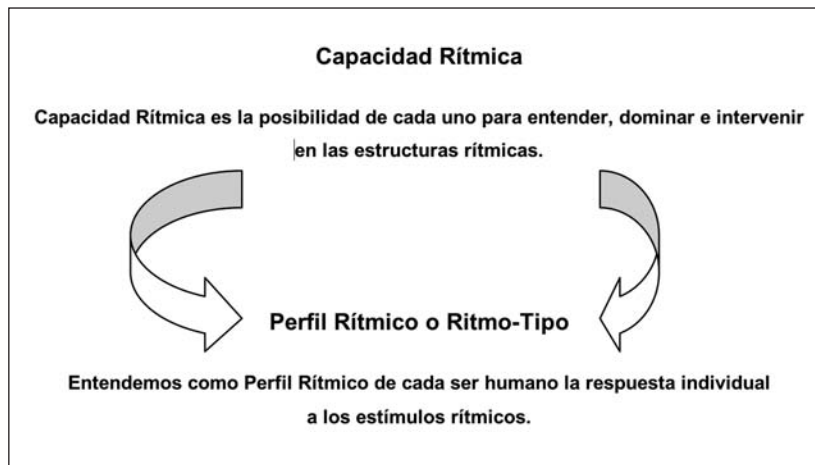 Capacidad Rítmica
Capacidad Rítmica es la posibilidad de cada uno para entender, dominar e intervenir
en las estructuras rítmicas.
Perfil Rítmico o Ritmo-Tipo
Entendemos como Perfil Rítmico de cada ser humano la respuesta individual
a los estímulos rítmicos.